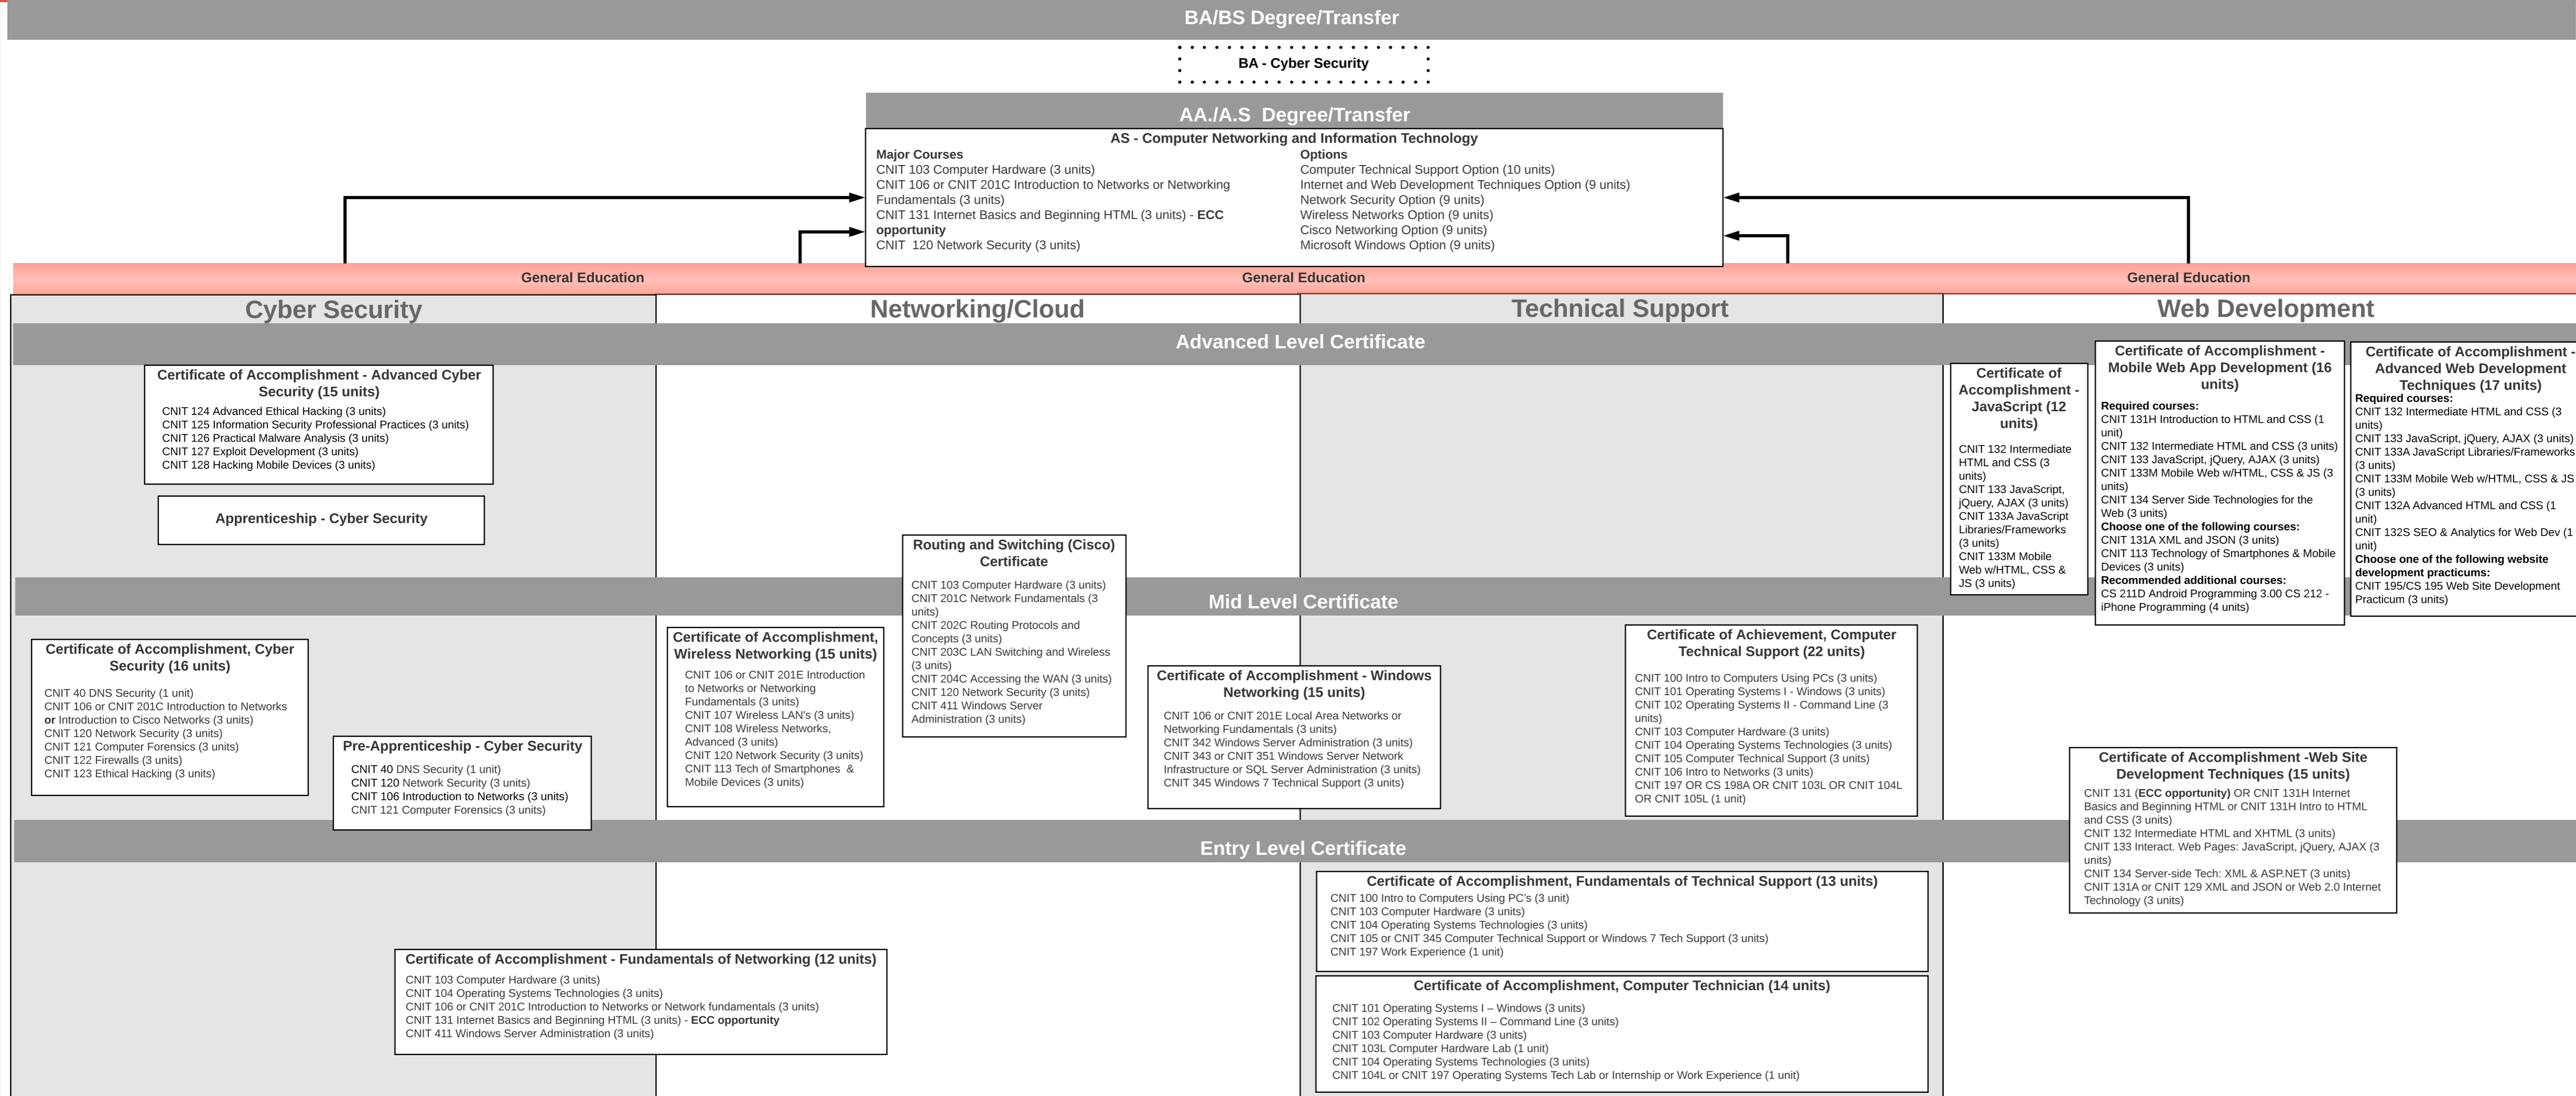 BA/BS Degree/Transfer
BA - Cyber Security
AA./A.S  Degree/Transfer
AS - Computer Networking and Information Technology
Major Courses
CNIT 103 Computer Hardware (3 units)
CNIT 106 or CNIT 201C Introduction to Networks or Networking
Fundamentals (3 units)
CNIT 131 Internet Basics and Beginning HTML (3 units) - ECC
opportunity
CNIT  120 Network Security (3 units)
Options
Computer Technical Support Option (10 units)
Internet and Web Development Techniques Option (9 units)
Network Security Option (9 units)
Wireless Networks Option (9 units)
Cisco Networking Option (9 units)
Microsoft Windows Option (9 units)
General Education
General Education
General Education
Cyber Security
Networking/Cloud
Technical Support
Web Development
Advanced Level Certificate
Certificate of Accomplishment - Advanced Cyber
Security (15 units)
CNIT 124 Advanced Ethical Hacking (3 units)
CNIT 125 Information Security Professional Practices (3 units)
CNIT 126 Practical Malware Analysis (3 units)
CNIT 127 Exploit Development (3 units)
CNIT 128 Hacking Mobile Devices (3 units)
Apprenticeship - Cyber Security
Certificate of
Accomplishment -
JavaScript (12
units)
CNIT 132 Intermediate
HTML and CSS (3
units)
CNIT 133 JavaScript,
jQuery, AJAX (3 units)
CNIT 133A JavaScript
Libraries/Frameworks
(3 units)
CNIT 133M Mobile
Web w/HTML, CSS &
JS (3 units)
Certificate of Accomplishment -
Mobile Web App Development (16
units)
Required courses:
CNIT 131H Introduction to HTML and CSS (1
unit)
CNIT 132 Intermediate HTML and CSS (3 units)
CNIT 133 JavaScript, jQuery, AJAX (3 units)
CNIT 133M Mobile Web w/HTML, CSS & JS (3
units)
CNIT 134 Server Side Technologies for the
Web (3 units)
Choose one of the following courses:
CNIT 131A XML and JSON (3 units)
CNIT 113 Technology of Smartphones & Mobile
Devices (3 units)
Recommended additional courses:
CS 211D Android Programming 3.00 CS 212 -
iPhone Programming (4 units)
Certificate of Accomplishment -
Advanced Web Development
Techniques (17 units)
Required courses:
CNIT 132 Intermediate HTML and CSS (3
units)
CNIT 133 JavaScript, jQuery, AJAX (3 units)
CNIT 133A JavaScript Libraries/Frameworks
(3 units)
CNIT 133M Mobile Web w/HTML, CSS & JS
(3 units)
CNIT 132A Advanced HTML and CSS (1
unit)
CNIT 132S SEO & Analytics for Web Dev (1
unit)
Choose one of the following website
development practicums:
CNIT 195/CS 195 Web Site Development
Practicum (3 units)
Routing and Switching (Cisco)
Certificate
CNIT 103 Computer Hardware (3 units)
CNIT 201C Network Fundamentals (3
units)
CNIT 202C Routing Protocols and
Concepts (3 units)
CNIT 203C LAN Switching and Wireless
(3 units)
CNIT 204C Accessing the WAN (3 units)
CNIT 120 Network Security (3 units)
CNIT 411 Windows Server
Administration (3 units)
Mid Level Certificate
Certificate of Accomplishment, Cyber
Security (16 units)
CNIT 40 DNS Security (1 unit)
CNIT 106 or CNIT 201C Introduction to Networks
or Introduction to Cisco Networks (3 units)
CNIT 120 Network Security (3 units)
CNIT 121 Computer Forensics (3 units)
CNIT 122 Firewalls (3 units)
CNIT 123 Ethical Hacking (3 units)
Pre-Apprenticeship - Cyber Security
CNIT 40 DNS Security (1 unit)
CNIT 120 Network Security (3 units)
CNIT 106 Introduction to Networks (3 units)
CNIT 121 Computer Forensics (3 units)
Certificate of Accomplishment,
Wireless Networking (15 units)
CNIT 106 or CNIT 201E Introduction
to Networks or Networking
Fundamentals (3 units)
CNIT 107 Wireless LAN's (3 units)
CNIT 108 Wireless Networks,
Advanced (3 units)
CNIT 120 Network Security (3 units)
CNIT 113 Tech of Smartphones  &
Mobile Devices (3 units)
Certificate of Accomplishment - Windows
Networking (15 units)
CNIT 106 or CNIT 201E Local Area Networks or
Networking Fundamentals (3 units)
CNIT 342 Windows Server Administration (3 units)
CNIT 343 or CNIT 351 Windows Server Network
Infrastructure or SQL Server Administration (3 units)
CNIT 345 Windows 7 Technical Support (3 units)
Certificate of Achievement, Computer
Technical Support (22 units)
CNIT 100 Intro to Computers Using PCs (3 units)
CNIT 101 Operating Systems I - Windows (3 units)
CNIT 102 Operating Systems II - Command Line (3
units)
CNIT 103 Computer Hardware (3 units)
CNIT 104 Operating Systems Technologies (3 units)
CNIT 105 Computer Technical Support (3 units)
CNIT 106 Intro to Networks (3 units)
CNIT 197 OR CS 198A OR CNIT 103L OR CNIT 104L
OR CNIT 105L (1 unit)
Certificate of Accomplishment -Web Site
Development Techniques (15 units)
CNIT 131 (ECC opportunity) OR CNIT 131H Internet
Basics and Beginning HTML or CNIT 131H Intro to HTML
and CSS (3 units)
CNIT 132 Intermediate HTML and XHTML (3 units)
CNIT 133 Interact. Web Pages: JavaScript, jQuery, AJAX (3
units)
CNIT 134 Server-side Tech: XML & ASP.NET (3 units)
CNIT 131A or CNIT 129 XML and JSON or Web 2.0 Internet
Technology (3 units)
Entry Level Certificate
Certificate of Accomplishment - Fundamentals of Networking (12 units)
CNIT 103 Computer Hardware (3 units)
CNIT 104 Operating Systems Technologies (3 units)
CNIT 106 or CNIT 201C Introduction to Networks or Network fundamentals (3 units)
CNIT 131 Internet Basics and Beginning HTML (3 units) - ECC opportunity
CNIT 411 Windows Server Administration (3 units)
Certificate of Accomplishment, Fundamentals of Technical Support (13 units)
CNIT 100 Intro to Computers Using PC's (3 unit)
CNIT 103 Computer Hardware (3 units)
CNIT 104 Operating Systems Technologies (3 units)
CNIT 105 or CNIT 345 Computer Technical Support or Windows 7 Tech Support (3 units)
CNIT 197 Work Experience (1 unit)
Certificate of Accomplishment, Computer Technician (14 units)
CNIT 101 Operating Systems I – Windows (3 units)
CNIT 102 Operating Systems II – Command Line (3 units)
CNIT 103 Computer Hardware (3 units)
CNIT 103L Computer Hardware Lab (1 unit)
CNIT 104 Operating Systems Technologies (3 units)
CNIT 104L or CNIT 197 Operating Systems Tech Lab or Internship or Work Experience (1 unit)